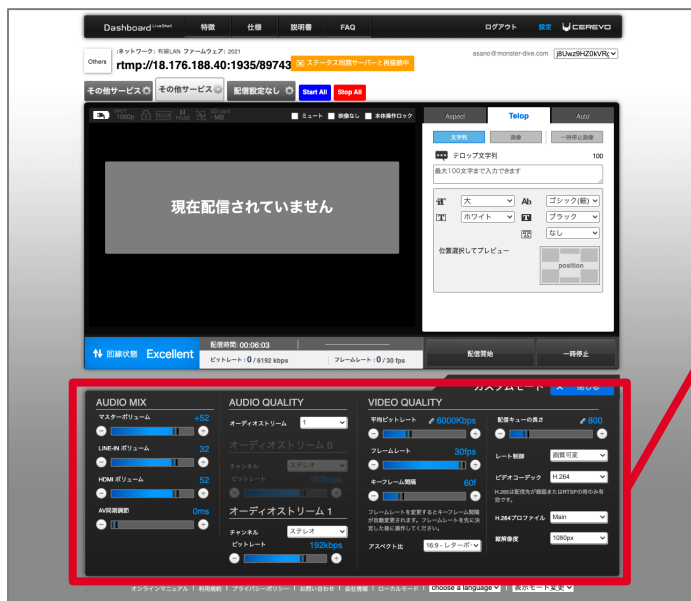 Dashboard LiveShell 特徴 仕様 説明書 FAQ ログアウト 設定 CEREVO
Others
:ネットワーク: 有線LAN ファームウェア: 2021
rtmp://18.176.188.40:1935/89743
ステータス同期サーバーと再接続中
asano@monster-dive.com
j8Uwz9HZ0kVR(
その他サービス その他サービス 配信設定なし Start All Stop All
INPUT
1080p
PAUSE
SD CARD
- MB
ミュート 映像なし 本体操作ロック
現在配信されていません
Aspect Telop Auto
文字列 画像 一時停止画像
テロップ文字列 100
最大100文字まで入力できます
大 Ab ゴシック(細)
ホワイト ブラック
なし
位置選択してプレビュー
position
回線状態 Excellent
配信時間: 00:06:03
ビットレート: 0 / 6192 kbps フレームレート: 0 / 30 fps
配信開始 一時停止
カスタムモード × 閉じる
AUDIO MIX
マスターボリューム +52
LINE-IN ボリューム 32
HDMI ボリューム 52
AV同期調節 0ms
AUDIO QUALITY
オーディオストリーム 1
オーディオストリーム 0
チャンネル ステレオ
ビットレート 192kbps
オーディオストリーム 1
チャンネル ステレオ
ビットレート 192kbps
VIDEO QUALITY
平均ビットレート 6000Kbps
フレームレート 30fps
キーフレーム間隔 60f
フレームレートを変更するとキーフレーム間隔
が自動変更されます。フレームレートを先に決
定した後に操作してください。
アスペクト比 16:9 - レターボ
配信キューの長さ 800
レート制御 画質可変
ビデオコーデック H.264
H.265は配信先が録画またはRTSPの時のみ有
効です。
H.264プロファイル Main
縦解像度 1080px
オンラインマニュアル | 利用規約 | プライバシーポリシー | お問い合わせ | 会社情報 | ローカルモード | choose a language | 表示モード変更